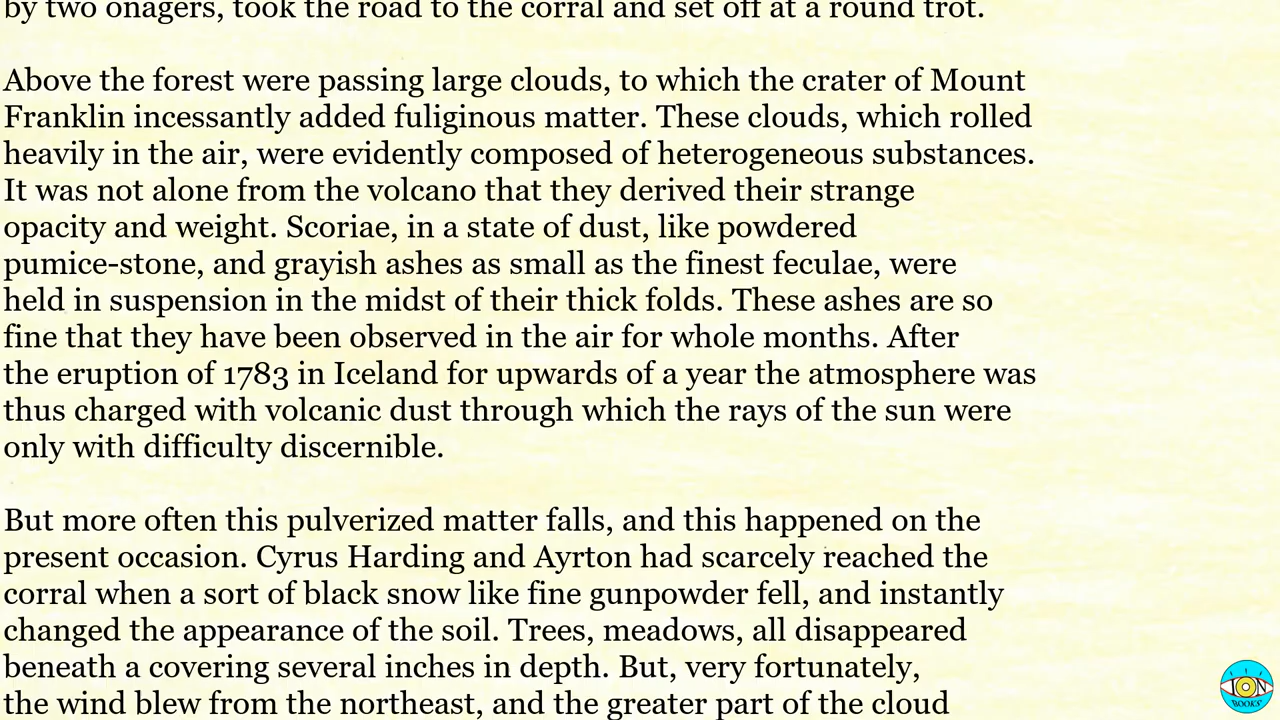 by two onagers, took the road to the corral and set off at a round trot.
Above the forest were passing large clouds, to which the crater of Mount
Franklin incessantly added fuliginous matter. These clouds, which rolled
heavily in the air, were evidently composed of heterogeneous substances.
It was not alone from the volcano that they derived their strange
opacity and weight. Scoriae, in a state of dust, like powdered
pumice-stone, and grayish ashes as small as the finest feculae, were
held in suspension in the midst of their thick folds. These ashes are so
fine that they have been observed in the air for whole months. After
the eruption of 1783 in Iceland for upwards of a year the atmosphere was
thus charged with volcanic dust through which the rays of the sun were
only with difficulty discernible.
But more often this pulverized matter falls, and this happened on the
present occasion. Cyrus Harding and Ayrton had scarcely reached the
corral when a sort of black snow like fine gunpowder fell, and instantly
changed the appearance of the soil. Trees, meadows, all disappeared
beneath a covering several inches in depth. But, very fortunately,
the wind blew from the northeast, and the greater part of the cloud
ION
BOOKS